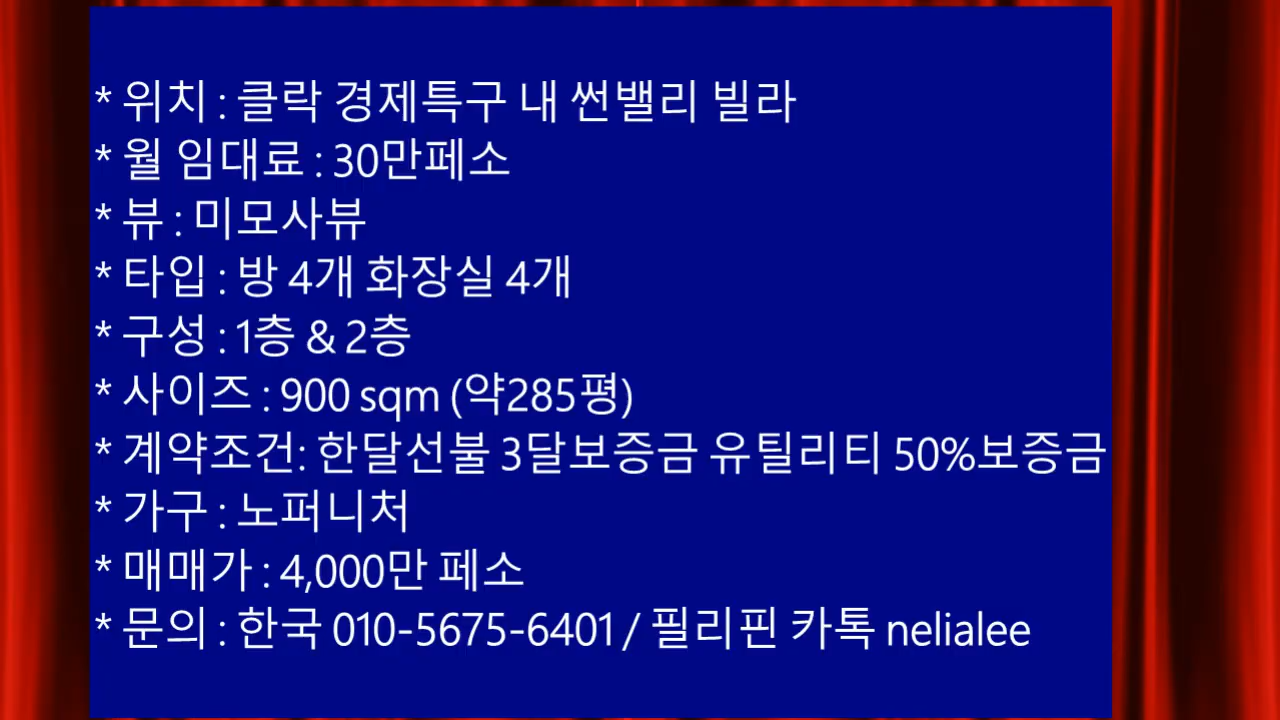 * 위치 : 클락 경제특구 내 썬밸리 빌라
* 월 임대료 : 30만페소
* 뷰 : 미모사뷰
* 타입 : 방 4개 화장실 4개
* 구성 : 1층 & 2층
* 사이즈 : 900 sqm (약285평)
* 계약조건: 한달선불 3달보증금 유틸리티 50%보증금
* 가구 : 노퍼니처
* 매매가 : 4,000만 페소
* 문의 : 한국 010-5675-6401 / 필리핀 카톡 nelialee